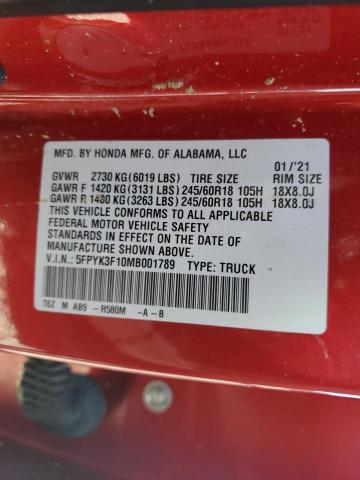 MFD. BY HONDA MFG. OF ALABAMA, LLC 01/'21
GVWR 2730 KG(6019 LBS) TIRE SIZE RIM SIZE
GAWR F 1420 KG(3131 LBS) 245/60R18 105H 18X8.0J
GAWR R 1480 KG(3263 LBS) 245/60R18 105H 18X8.0J
THIS VEHICLE CONFORMS TO ALL APPLICABLE
FEDERAL MOTOR VEHICLE SAFETY
STANDARDS IN EFFECT ON THE DATE OF
MANUFACTURE SHOWN ABOVE.
V.I.N.: 5FPYK3F10MB001789 TYPE: TRUCK
T6Z M AB9 -R580M -A-B